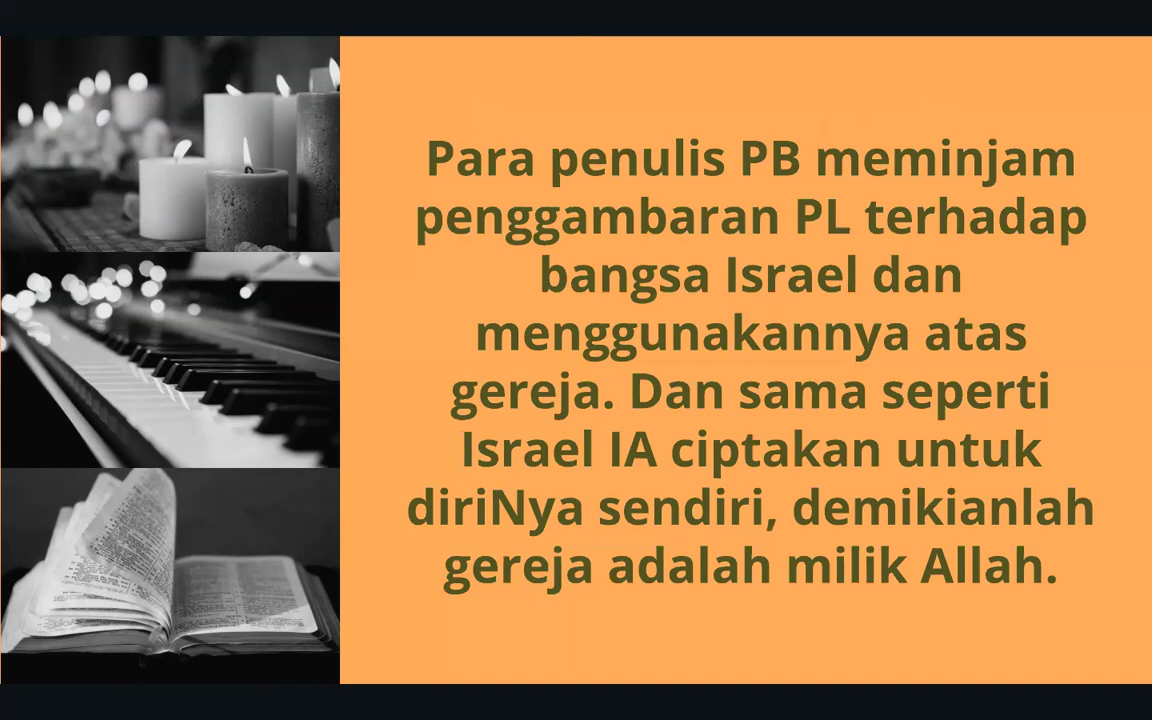 Para penulis PB meminjam
penggambaran PL terhadap
bangsa Israel dan
menggunakannya atas
gereja. Dan sama seperti
Israel IA ciptakan untuk
diriNya sendiri, demikianlah
gereja adalah milik Allah.